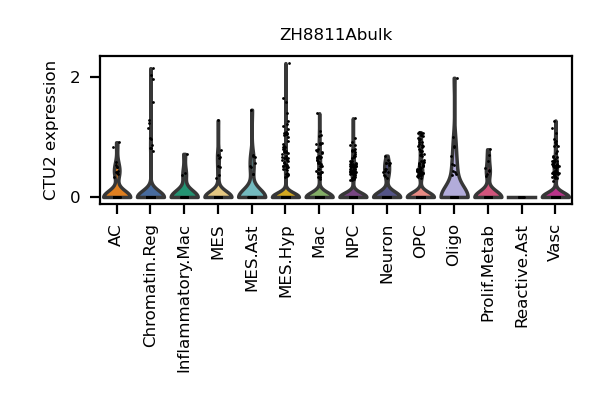 ZH8811Abulk
CTU2 expression
2
0
AC
Chromatin.Reg
Inflammatory.Mac
MES
MES.Ast
MES.Hyp
Mac
NPC
Neuron
OPC
Oligo
Prolif.Metab
Reactive.Ast
Vasc